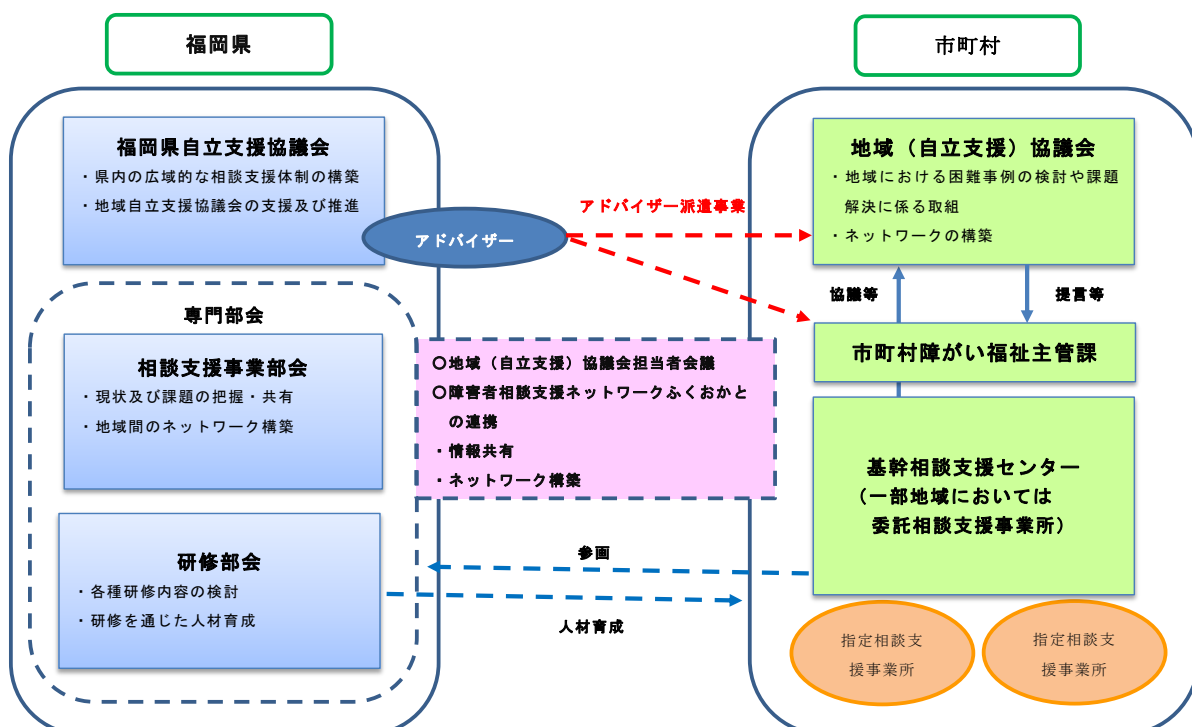 福岡県
市町村
福岡県自立支援協議会
・県内の広域的な相談支援体制の構築
・地域自立支援協議会の支援及び推進
アドバイザー
アドバイザー派遣事業
地域（自立支援）協議会
・地域における困難事例の検討や課題
解決に係る取組
・ネットワークの構築
協議等
提言等
市町村障がい福祉主管課
専門部会
相談支援事業部会
・現状及び課題の把握・共有
・地域間のネットワーク構築
〇地域（自立支援）協議会担当者会議
〇障害者相談支援ネットワークふくおかと
の連携
・情報共有
・ネットワーク構築
基幹相談支援センター
（一部地域においては
委託相談支援事業所）
研修部会
・各種研修内容の検討
・研修を通じた人材育成
参画
人材育成
指定相談支
援事業所
指定相談支
援事業所